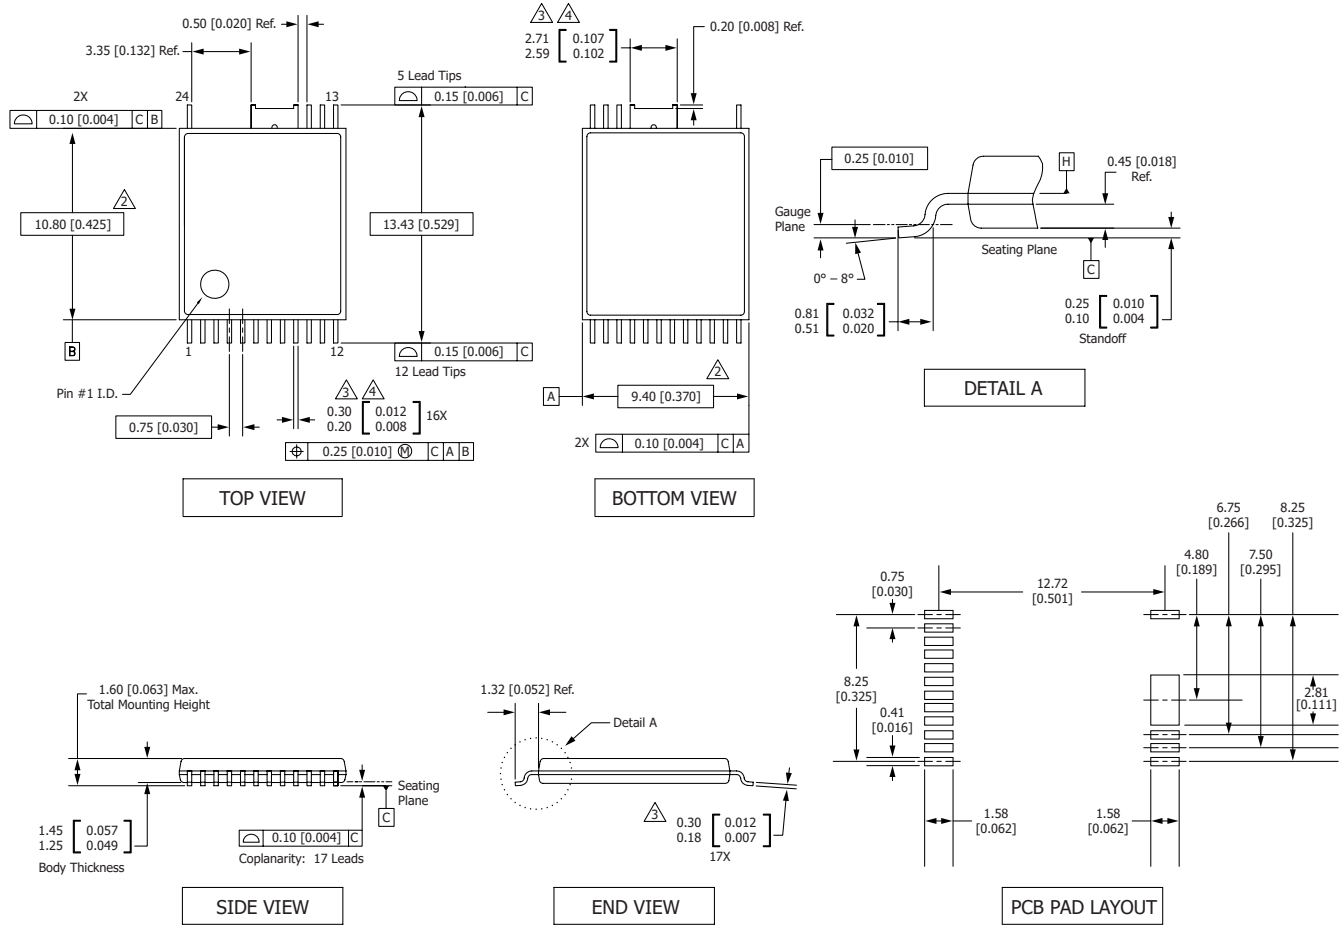 0.50 [0.020] Ref.
3.35 [0.132] Ref.
2X
0.10 [0.004] C B
24
13
5 Lead Tips
0.15 [0.006] C
2
10.80 [0.425]
13.43 [0.529]
B
1
12
0.15 [0.006] C
12 Lead Tips
Pin #1 I.D.
0.75 [0.030]
3 4
0.30 [0.012
0.20 0.008] 16X
0.25 [0.010] M C A B
TOP VIEW
3 4
2.71 [0.107
2.59 0.102]
0.20 [0.008] Ref.
2
A
9.40 [0.370]
2X 0.10 [0.004] C A
BOTTOM VIEW
0.25 [0.010]
H
0.45 [0.018]
Ref.
Gauge
Plane
Seating Plane
C
0° – 8°
0.81 [0.032
0.51 0.020]
0.25 [0.010
0.10 0.004]
Standoff
DETAIL A
1.60 [0.063] Max.
Total Mounting Height
Seating
Plane
C
1.45 [0.057
1.25 0.049]
Body Thickness
0.10 [0.004] C
Coplanarity: 17 Leads
SIDE VIEW
1.32 [0.052] Ref.
Detail A
3
0.30 [0.012
0.18 0.007]
17X
END VIEW
6.75
[0.266]
8.25
[0.325]
4.80
[0.189]
7.50
[0.295]
0.75
[0.030]
12.72
[0.501]
8.25
[0.325]
0.41
[0.016]
2.81
[0.111]
1.58
[0.062]
1.58
[0.062]
PCB PAD LAYOUT